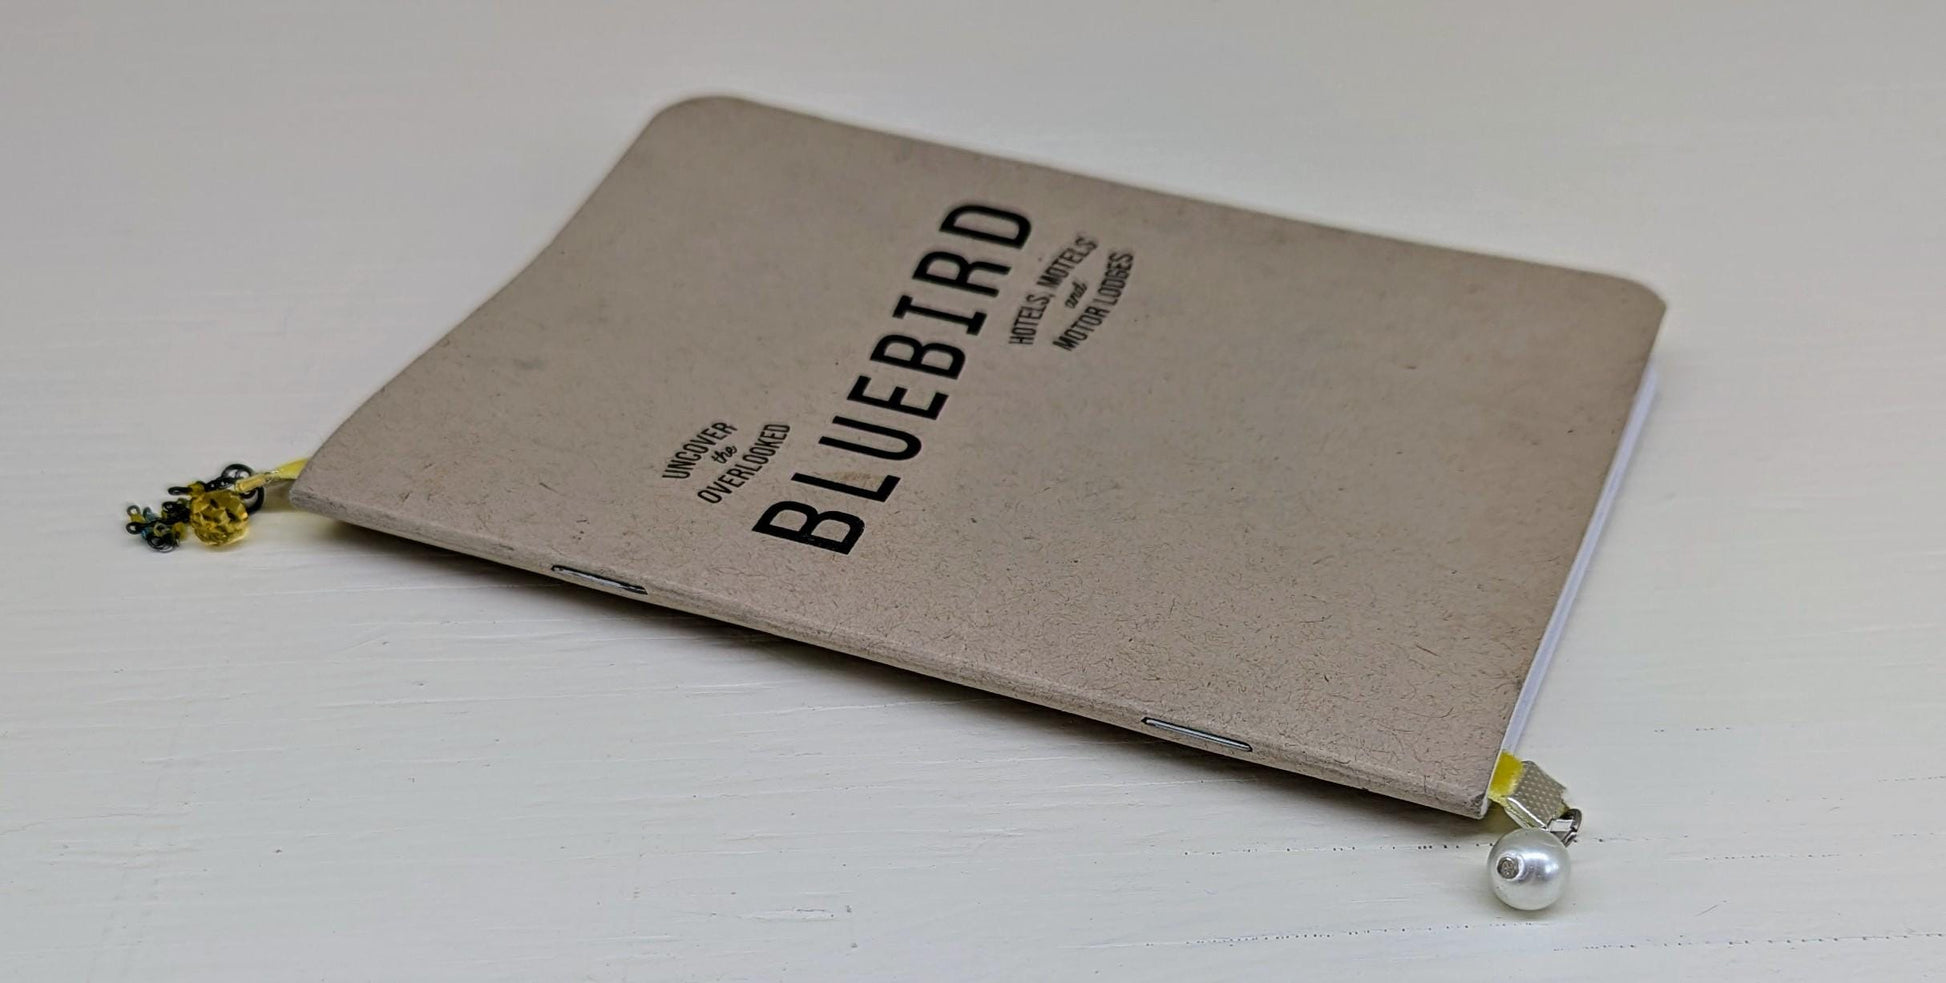 UNCOVER
the
OVERLOOKED
BLUEBIRD
HOTELS, MOTELS
and
MOTOR LODGES